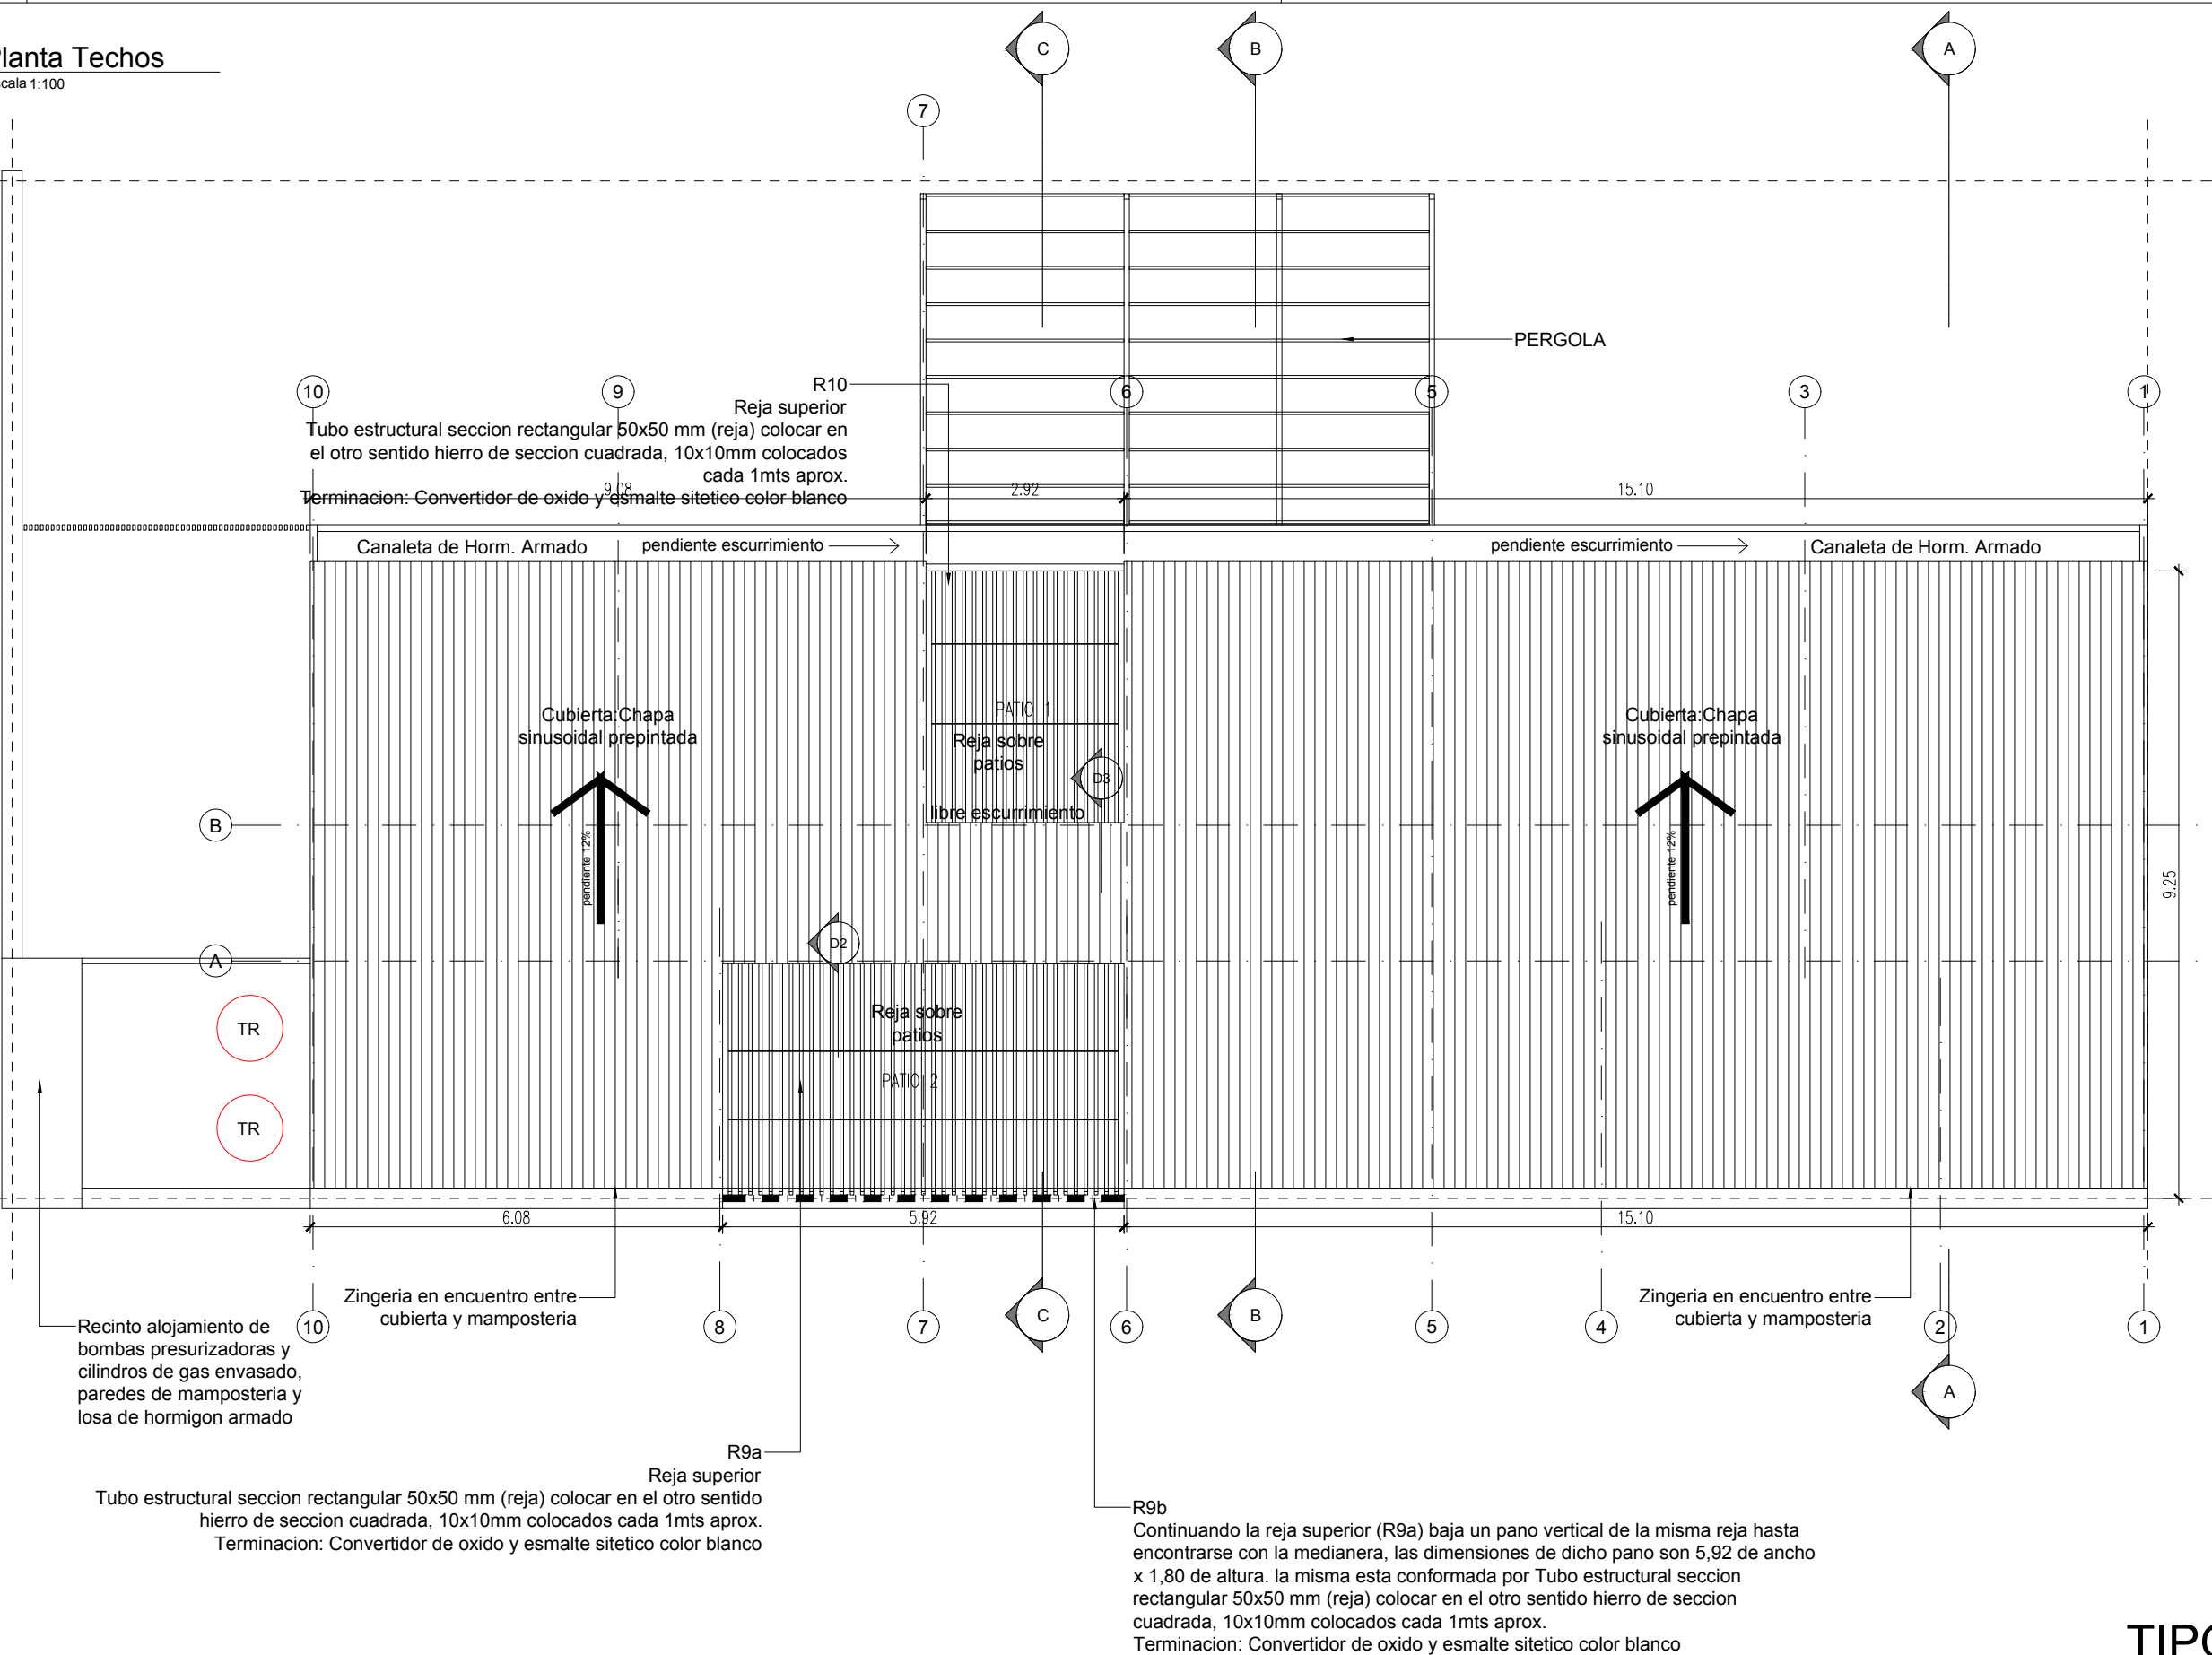 Planta Techos
scala 1:100
C
B
A
7
PERGOLA
10
9
6
5
3
1
R10
Reja superior
Tubo estructural seccion rectangular 50x50 mm (reja) colocar en
el otro sentido hierro de seccion cuadrada, 10x10mm colocados
cada 1mts aprox.
Terminacion: Convertidor de oxido y esmalte sitetico color blanco
9.08
2.92
15.10
Canaleta de Horm. Armado
pendiente escurrimiento
pendiente escurrimiento
Canaleta de Horm. Armado
Cubierta:Chapa
sinusoidal prepintada
pendiente 12%
PATIO 1
Reja sobre
patios
D3
libre escurrimiento
Cubierta:Chapa
sinusoidal prepintada
pendiente 12%
B
A
9.25
D2
Reja sobre
patios
PATIO 2
TR
TR
6.08
5.92
15.10
Zingeria en encuentro entre
cubierta y mamposteria
Zingeria en encuentro entre
cubierta y mamposteria
10
8
7
C
6
B
5
4
2
1
A
Recinto alojamiento de
bombas presurizadoras y
cilindros de gas envasado,
paredes de mamposteria y
losa de hormigon armado
R9a
Reja superior
Tubo estructural seccion rectangular 50x50 mm (reja) colocar en el otro sentido
hierro de seccion cuadrada, 10x10mm colocados cada 1mts aprox.
Terminacion: Convertidor de oxido y esmalte sitetico color blanco
R9b
Continuando la reja superior (R9a) baja un pano vertical de la misma reja hasta
encontrarse con la medianera, las dimensiones de dicho pano son 5,92 de ancho
x 1,80 de altura. la misma esta conformada por Tubo estructural seccion
rectangular 50x50 mm (reja) colocar en el otro sentido hierro de seccion
cuadrada, 10x10mm colocados cada 1mts aprox.
Terminacion: Convertidor de oxido y esmalte sitetico color blanco
TIPO